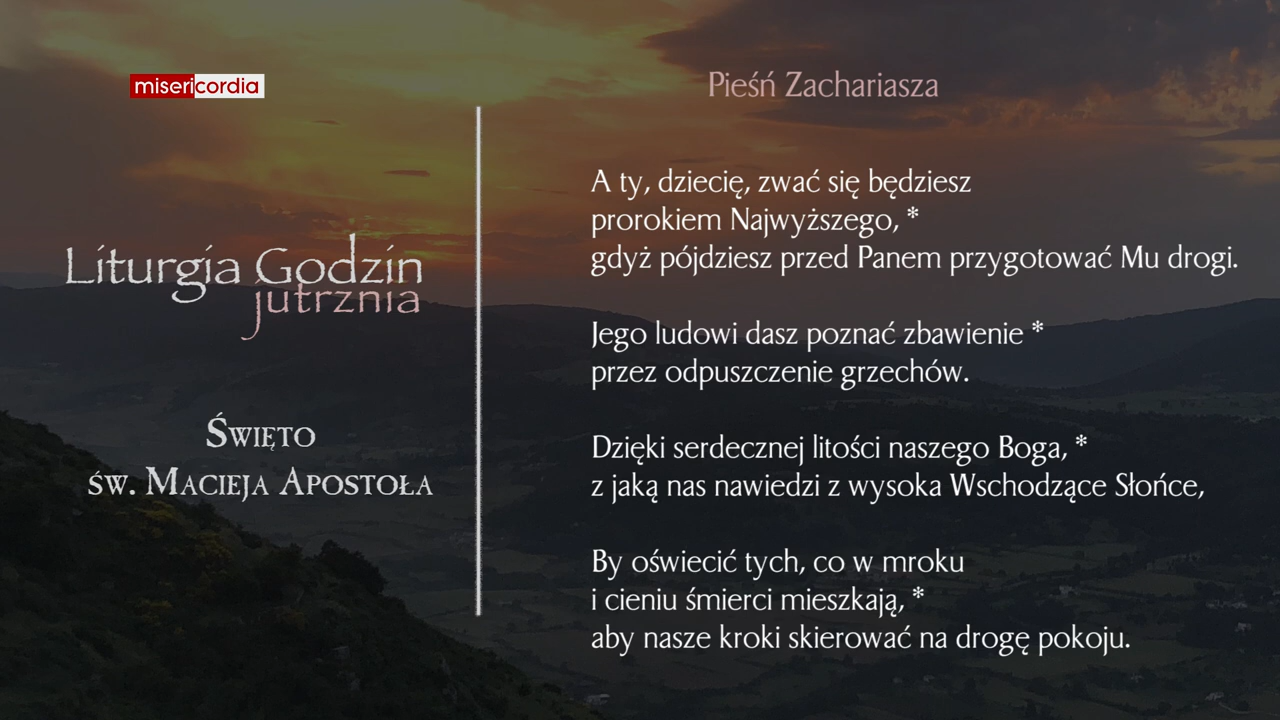 misericordia
Liturgia Godzin
jutrznia
Święto
św. Macieja Apostoła
Pieśń Zachariasza
A ty, dziecię, zwać się będziesz
prorokiem Najwyższego, *
gdyż pójdziesz przed Panem przygotować Mu drogi.
Jego ludowi dasz poznać zbawienie *
przez odpuszczenie grzechów.
Dzięki serdecznej litości naszego Boga, *
z jaką nas nawiedzi z wysoka Wschodzące Słońce,
By oświecić tych, co w mroku
i cieniu śmierci mieszkają, *
aby nasze kroki skierować na drogę pokoju.